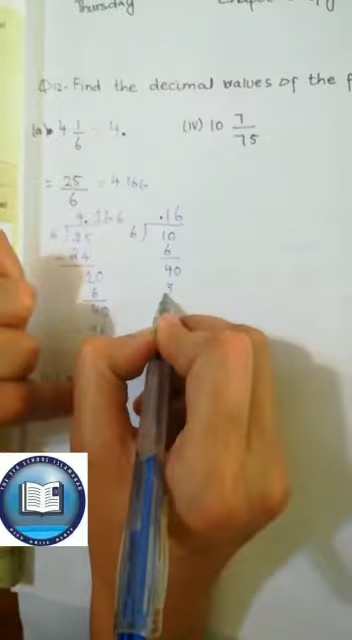 Thursday
Q12. Find the decimal values of the f
(a) 4 1/6 = 4.
(iv) 10 7/75
= 25/6 = 4.166
4.166
6 25
- 24
10
6
40
.16
6 10
6
40
3